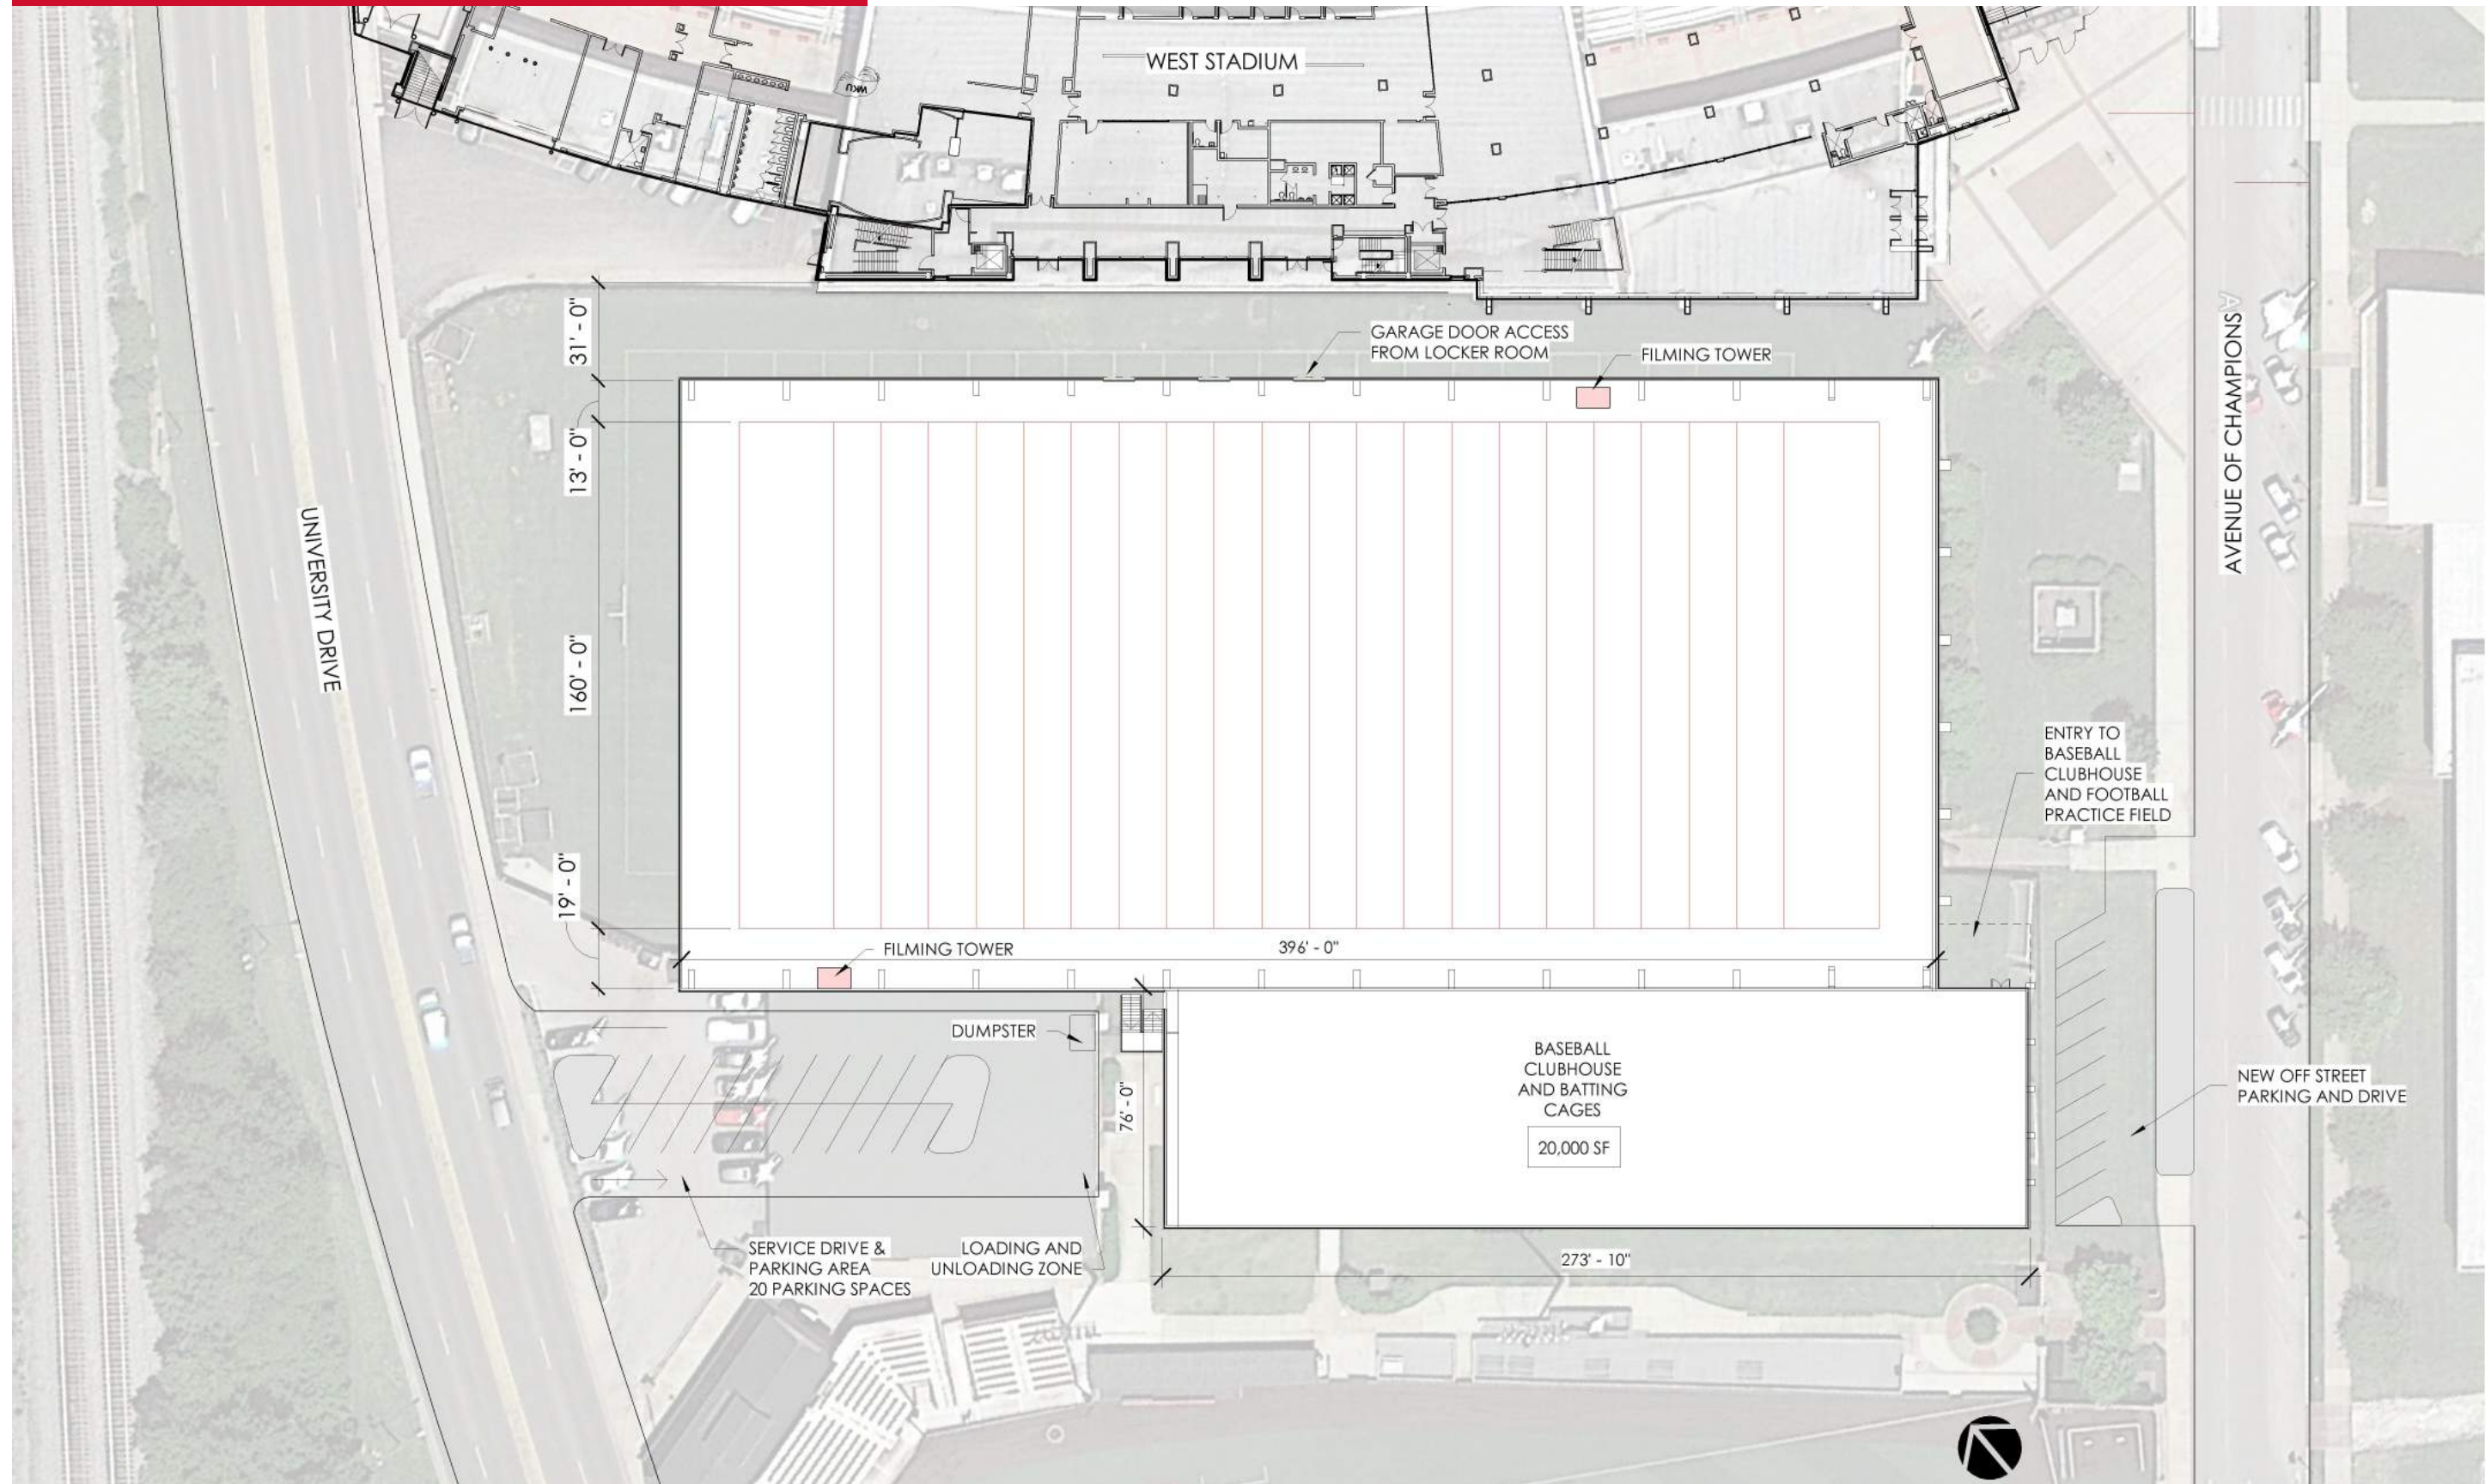 WEST STADIUM
WKU
31' - 0"
GARAGE DOOR ACCESS
FROM LOCKER ROOM
FILMING TOWER
13' - 0"
AVENUE OF CHAMPIONS
UNIVERSITY DRIVE
160' - 0"
ENTRY TO
BASEBALL
CLUBHOUSE
AND FOOTBALL
PRACTICE FIELD
19' - 0"
FILMING TOWER
396' - 0"
DUMPSTER
76' - 0"
BASEBALL
CLUBHOUSE
AND BATTING
CAGES
20,000 SF
NEW OFF STREET
PARKING AND DRIVE
SERVICE DRIVE &
PARKING AREA
20 PARKING SPACES
LOADING AND
UNLOADING ZONE
273' - 10"